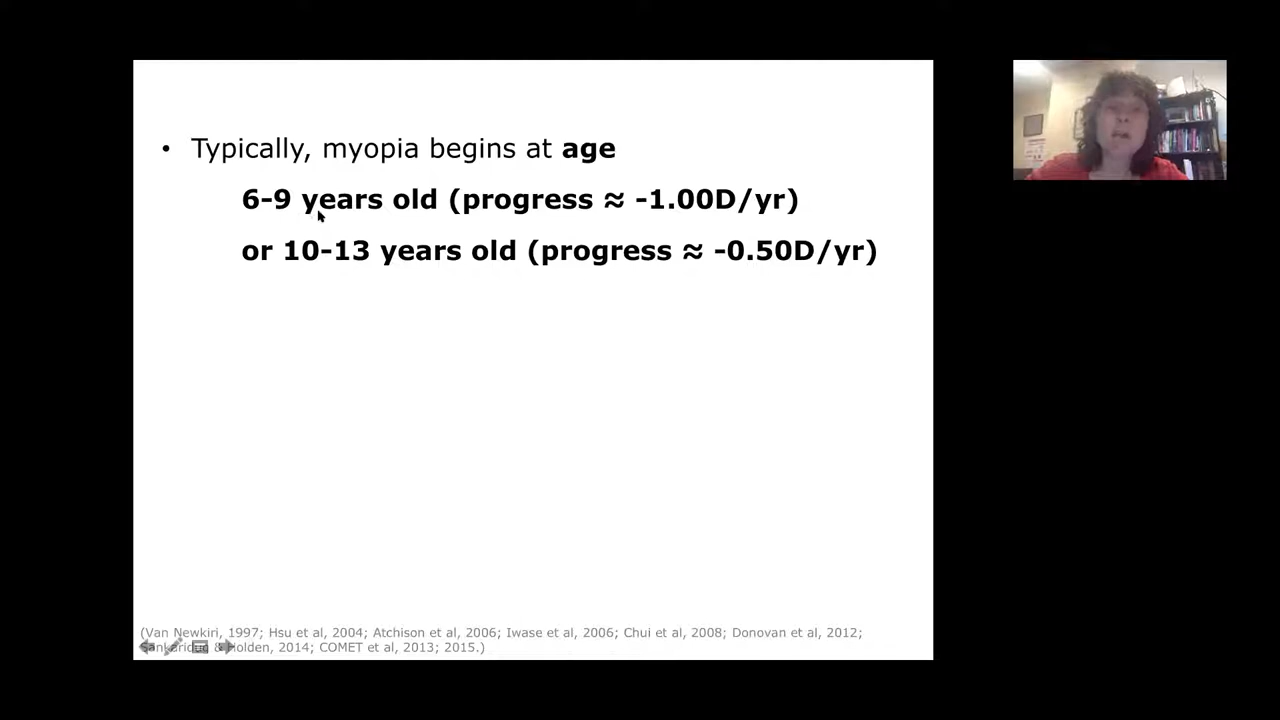 • Typically, myopia begins at age
6-9 years old (progress ≈ -1.00D/yr)
or 10-13 years old (progress ≈ -0.50D/yr)
(Van Newkiri, 1997; Hsu et al, 2004; Atchison et al, 2006; Iwase et al, 2006; Chui et al, 2008; Donovan et al, 2012;
& Holden, 2014; COMET et al, 2013; 2015.)